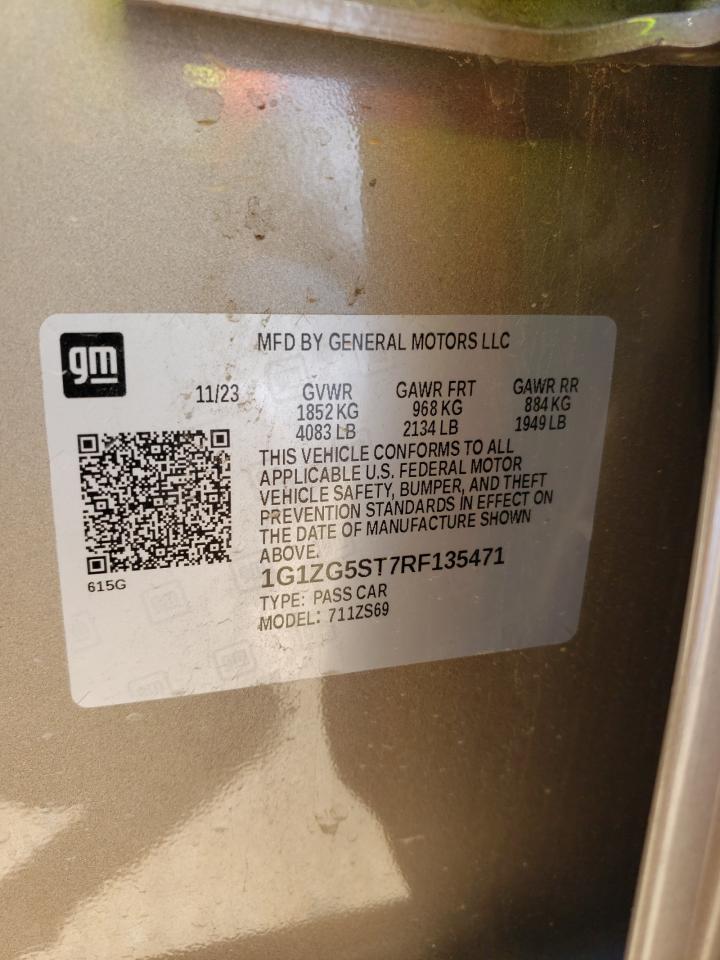 gm
MFD BY GENERAL MOTORS LLC
11/23 GVWR GAWR FRT GAWR RR
1852 KG 968 KG 884 KG
4083 LB 2134 LB 1949 LB
THIS VEHICLE CONFORMS TO ALL
APPLICABLE U.S. FEDERAL MOTOR
VEHICLE SAFETY, BUMPER, AND THEFT
PREVENTION STANDARDS IN EFFECT ON
THE DATE OF MANUFACTURE SHOWN
ABOVE.
615G
1G1ZG5ST7RF135471
TYPE: PASS CAR
MODEL: 711ZS69